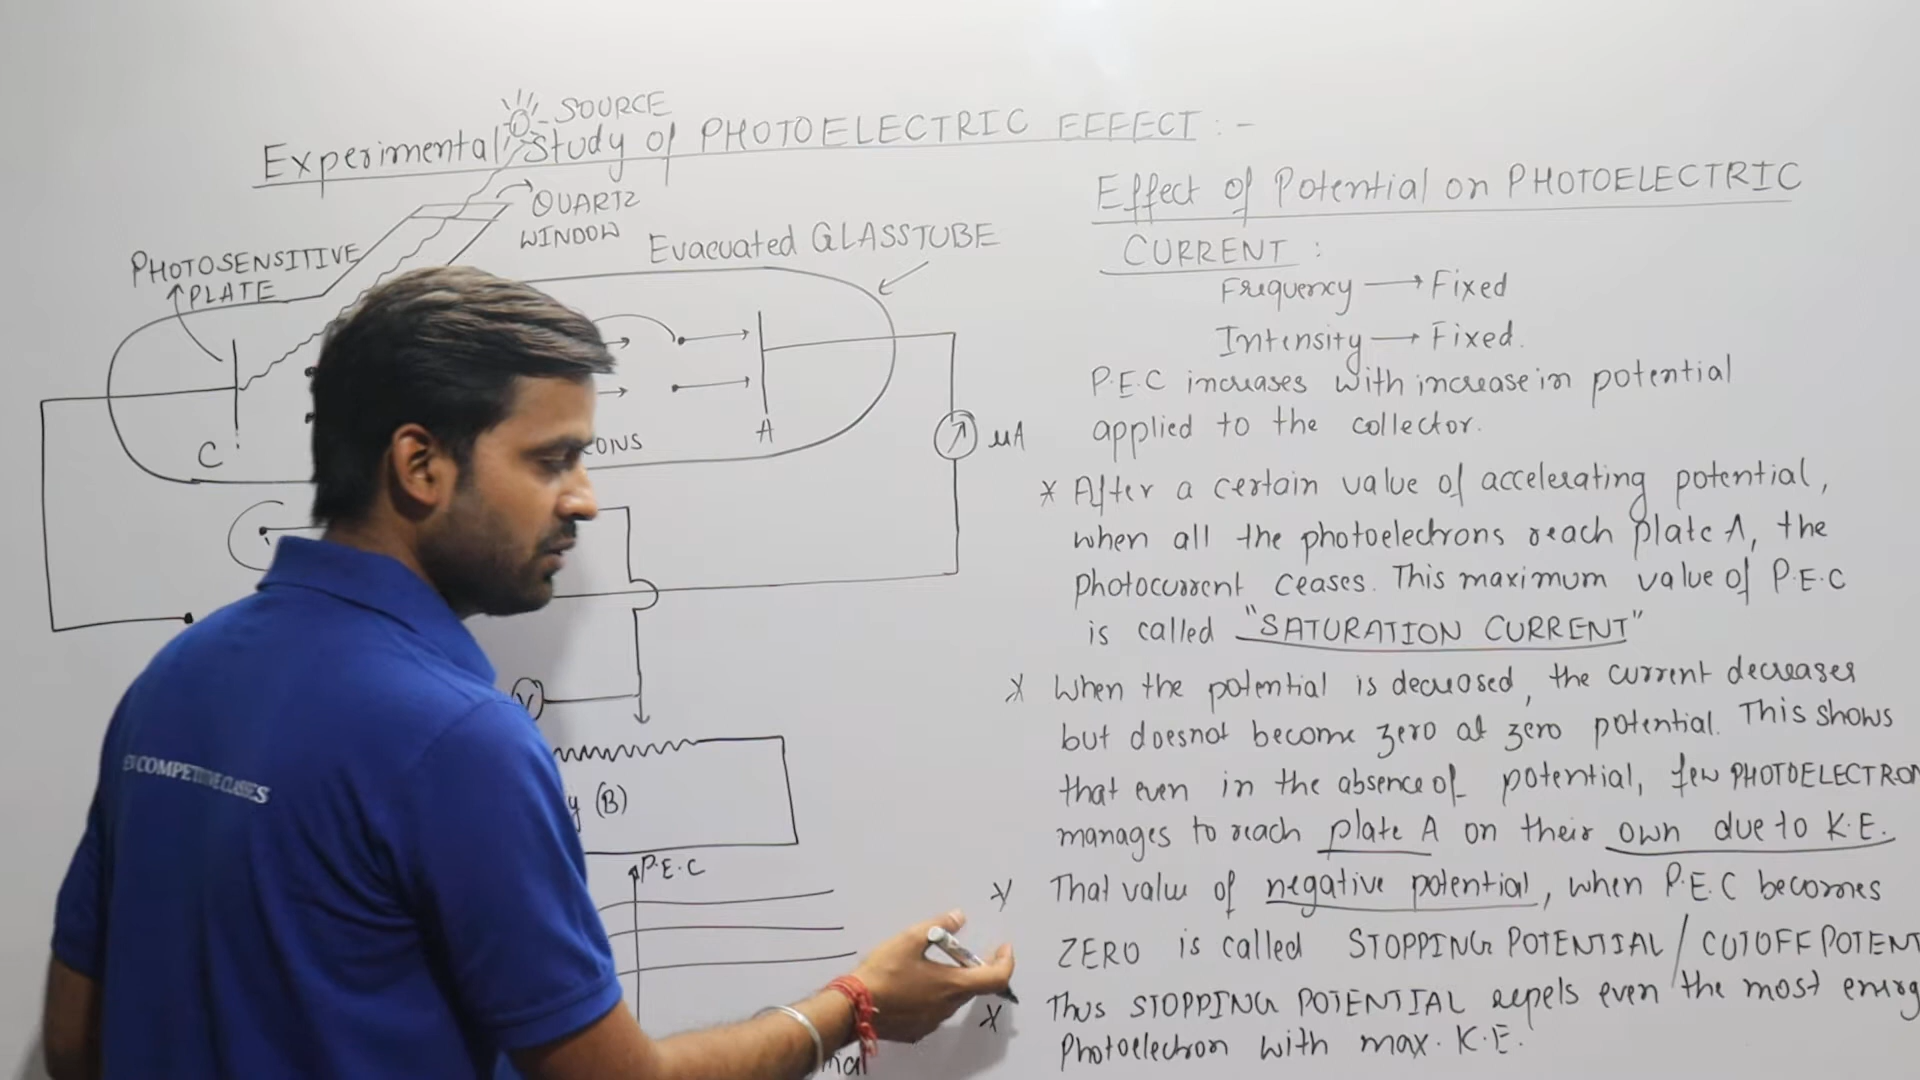 SOURCE
Experimental Study of PHOTOELECTRIC EFFECT :-
QUARTZ
WINDOW
PHOTOSENSITIVE
PLATE
Evacuated GLASSTUBE
C
A
μA
V
(B)
P.E.C
COMPETITIVE CLASSES
Effect of Potential on PHOTOELECTRIC
CURRENT :
Frequency → Fixed
Intensity → Fixed.
P.E.C increases with increase in potential
applied to the collector.
* After a certain value of accelerating potential,
when all the photoelectrons reach plate A, the
photocurrent ceases. This maximum value of P.E.C
is called "SATURATION CURRENT"
* When the potential is decreased, the current decreases
but doesnot become zero at zero potential. This shows
that even in the absence of potential, few PHOTOELECTRON
manages to reach plate A on their own due to K.E.
* That value of negative potential, when P.E.C becomes
ZERO is called STOPPING POTENTIAL / CUTOFF POTENT
* Thus STOPPING POTENTIAL repels even the most energ
Photoelectron with max. K.E.